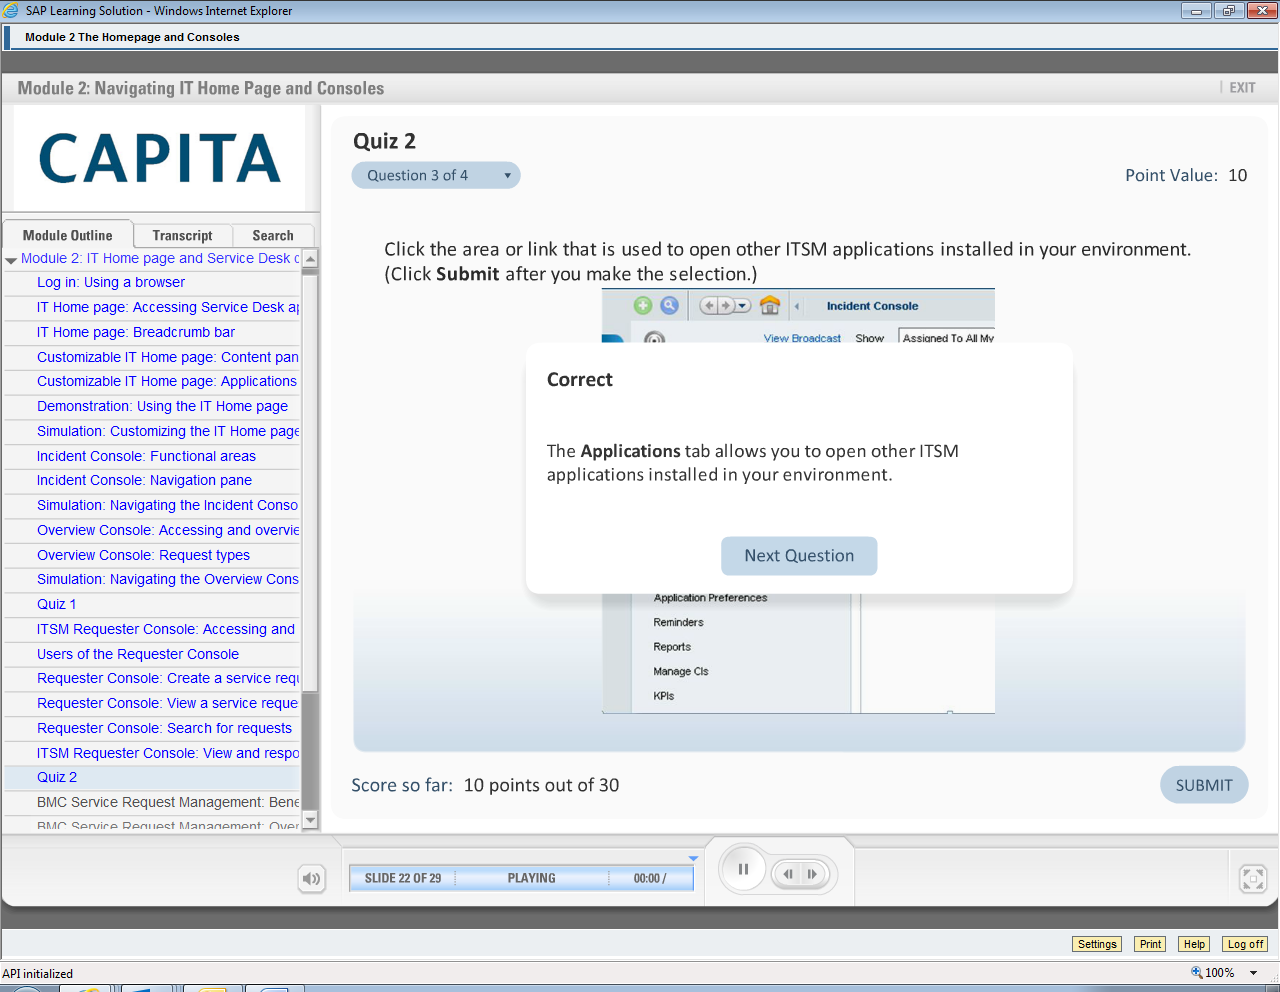 SAP Learning Solution - Windows Internet Explorer
Module 2 The Homepage and Consoles
Module 2: Navigating IT Home Page and Consoles
EXIT
CAPITA
Module Outline
Transcript
Search
Module 2: IT Home page and Service Desk c
Log in: Using a browser
IT Home page: Accessing Service Desk ap
IT Home page: Breadcrumb bar
Customizable IT Home page: Content pan
Customizable IT Home page: Applications
Demonstration: Using the IT Home page
Simulation: Customizing the IT Home page
Incident Console: Functional areas
Incident Console: Navigation pane
Simulation: Navigating the Incident Conso
Overview Console: Accessing and overvie
Overview Console: Request types
Simulation: Navigating the Overview Cons
Quiz 1
ITSM Requester Console: Accessing and
Users of the Requester Console
Requester Console: Create a service requ
Requester Console: View a service reque
Requester Console: Search for requests
ITSM Requester Console: View and respo
Quiz 2
BMC Service Request Management: Bene
BMC Service Request Management: Over
Quiz 2
Question 3 of 4
Point Value: 10
Click the area or link that is used to open other ITSM applications installed in your environment.
(Click Submit after you make the selection.)
Incident Console
View Broadcast Show Assigned To All My
Correct
The Applications tab allows you to open other ITSM
applications installed in your environment.
Next Question
Application Preferences
Reminders
Reports
Manage CIs
KPIs
Score so far: 10 points out of 30
SUBMIT
SLIDE 22 OF 29
PLAYING
00:00 /
Settings
Print
Help
Log off
API initialized
100%